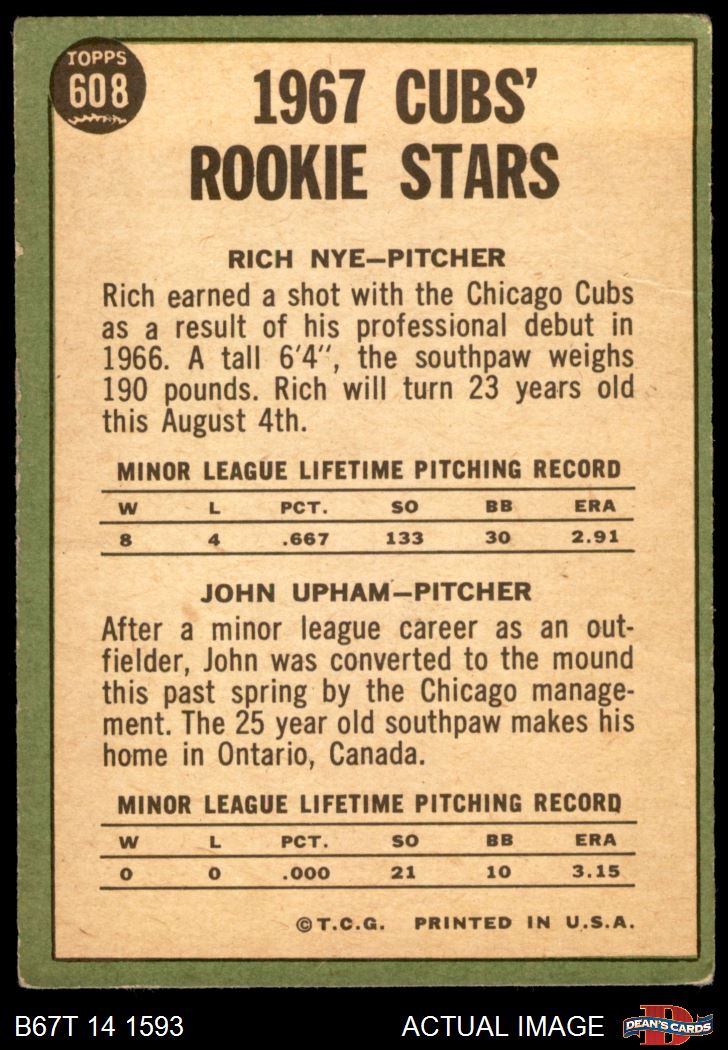 TOPPS
608
1967 CUBS'
ROOKIE STARS
RICH NYE—PITCHER
Rich earned a shot with the Chicago Cubs
as a result of his professional debut in
1966. A tall 6'4", the southpaw weighs
190 pounds. Rich will turn 23 years old
this August 4th.
MINOR LEAGUE LIFETIME PITCHING RECORD
W L PCT. SO BB ERA
8 4 .667 133 30 2.91
JOHN UPHAM—PITCHER
After a minor league career as an out-
fielder, John was converted to the mound
this past spring by the Chicago manage-
ment. The 25 year old southpaw makes his
home in Ontario, Canada.
MINOR LEAGUE LIFETIME PITCHING RECORD
W L PCT. SO BB ERA
0 0 .000 21 10 3.15
©T.C.G. PRINTED IN U.S.A.
B67T 14 1593 ACTUAL IMAGE
D
DEAN'S CARDS